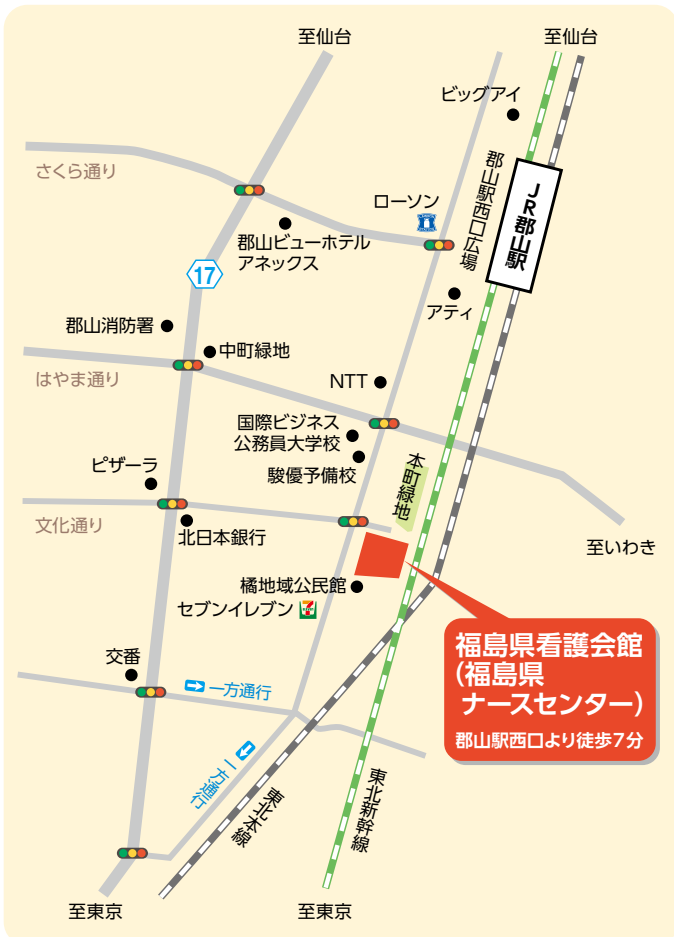 至仙台
至仙台
ビッグアイ
さくら通り
郡山駅西口広場
JR郡山駅
ローソン
郡山ビューホテル
アネックス
17
アティ
郡山消防署
中町緑地
はやま通り
NTT
国際ビジネス
公務員大学校
駿優予備校
ピザーラ
本町緑地
文化通り
北日本銀行
至いわき
橘地域公民館
セブンイレブン
福島県看護会館
(福島県
ナースセンター)
郡山駅西口より徒歩7分
交番
一方通行
一方通行
東北本線
東北新幹線
至東京
至東京